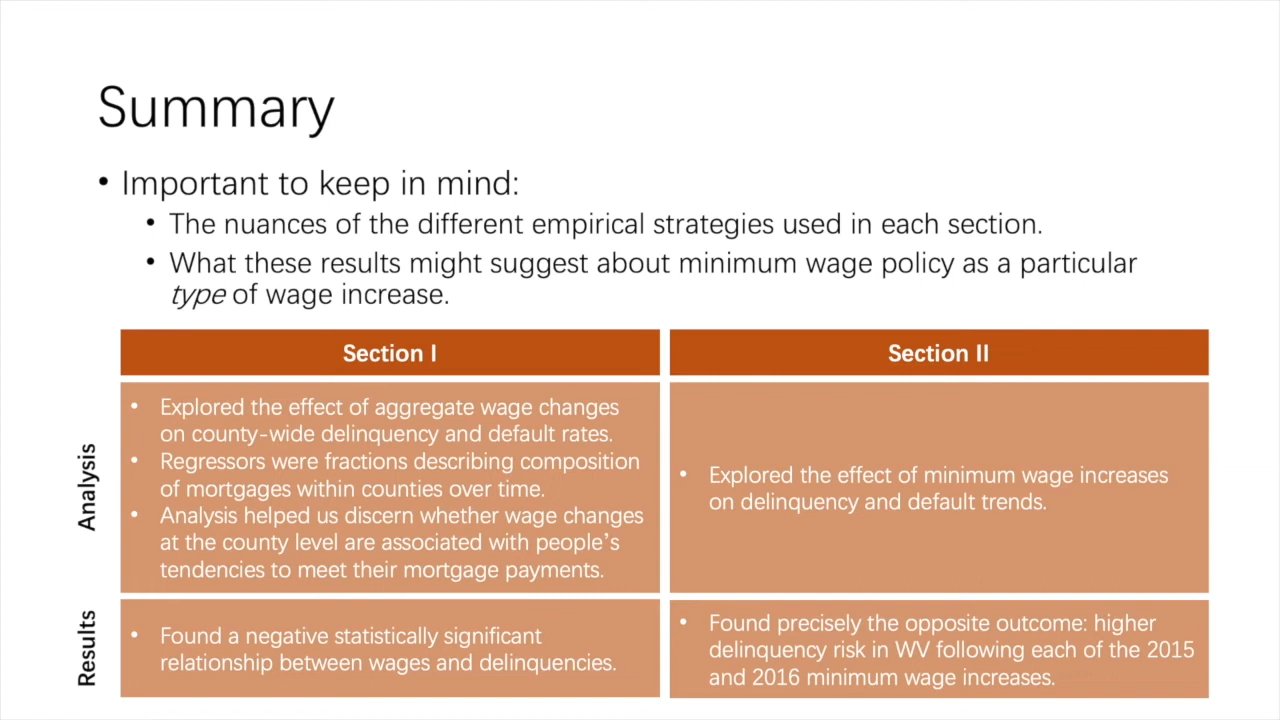 Summary
• Important to keep in mind:
• The nuances of the different empirical strategies used in each section.
• What these results might suggest about minimum wage policy as a particular
type of wage increase.
Section I
Section II
Analysis
• Explored the effect of aggregate wage changes
on county-wide delinquency and default rates.
• Regressors were fractions describing composition
of mortgages within counties over time.
• Analysis helped us discern whether wage changes
at the county level are associated with people's
tendencies to meet their mortgage payments.
• Explored the effect of minimum wage increases
on delinquency and default trends.
Results
• Found a negative statistically significant
relationship between wages and delinquencies.
• Found precisely the opposite outcome: higher
delinquency risk in WV following each of the 2015
and 2016 minimum wage increases.